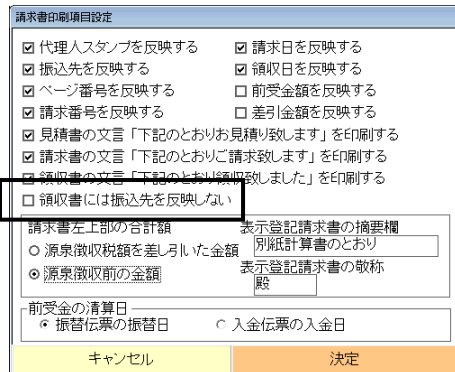 請求書印刷項目設定
代理人スタンプを反映する 請求日を反映する
振込先を反映する 領収日を反映する
ページ番号を反映する 前受金額を反映する
請求番号を反映する 差引金額を反映する
見積書の文言「下記のとおりお見積り致します」を印刷する
請求書の文言「下記のとおりご請求致します」を印刷する
領収書の文言「下記のとおり領収致しました」を印刷する
領収書には振込先を反映しない
請求書左上部の合計額
源泉徴収税額を差し引いた金額
源泉徴収前の金額
表示登記請求書の摘要欄
別紙計算書のとおり
表示登記請求書の敬称
殿
前受金の清算日
振替伝票の振替日 入金伝票の入金日
キャンセル 決定